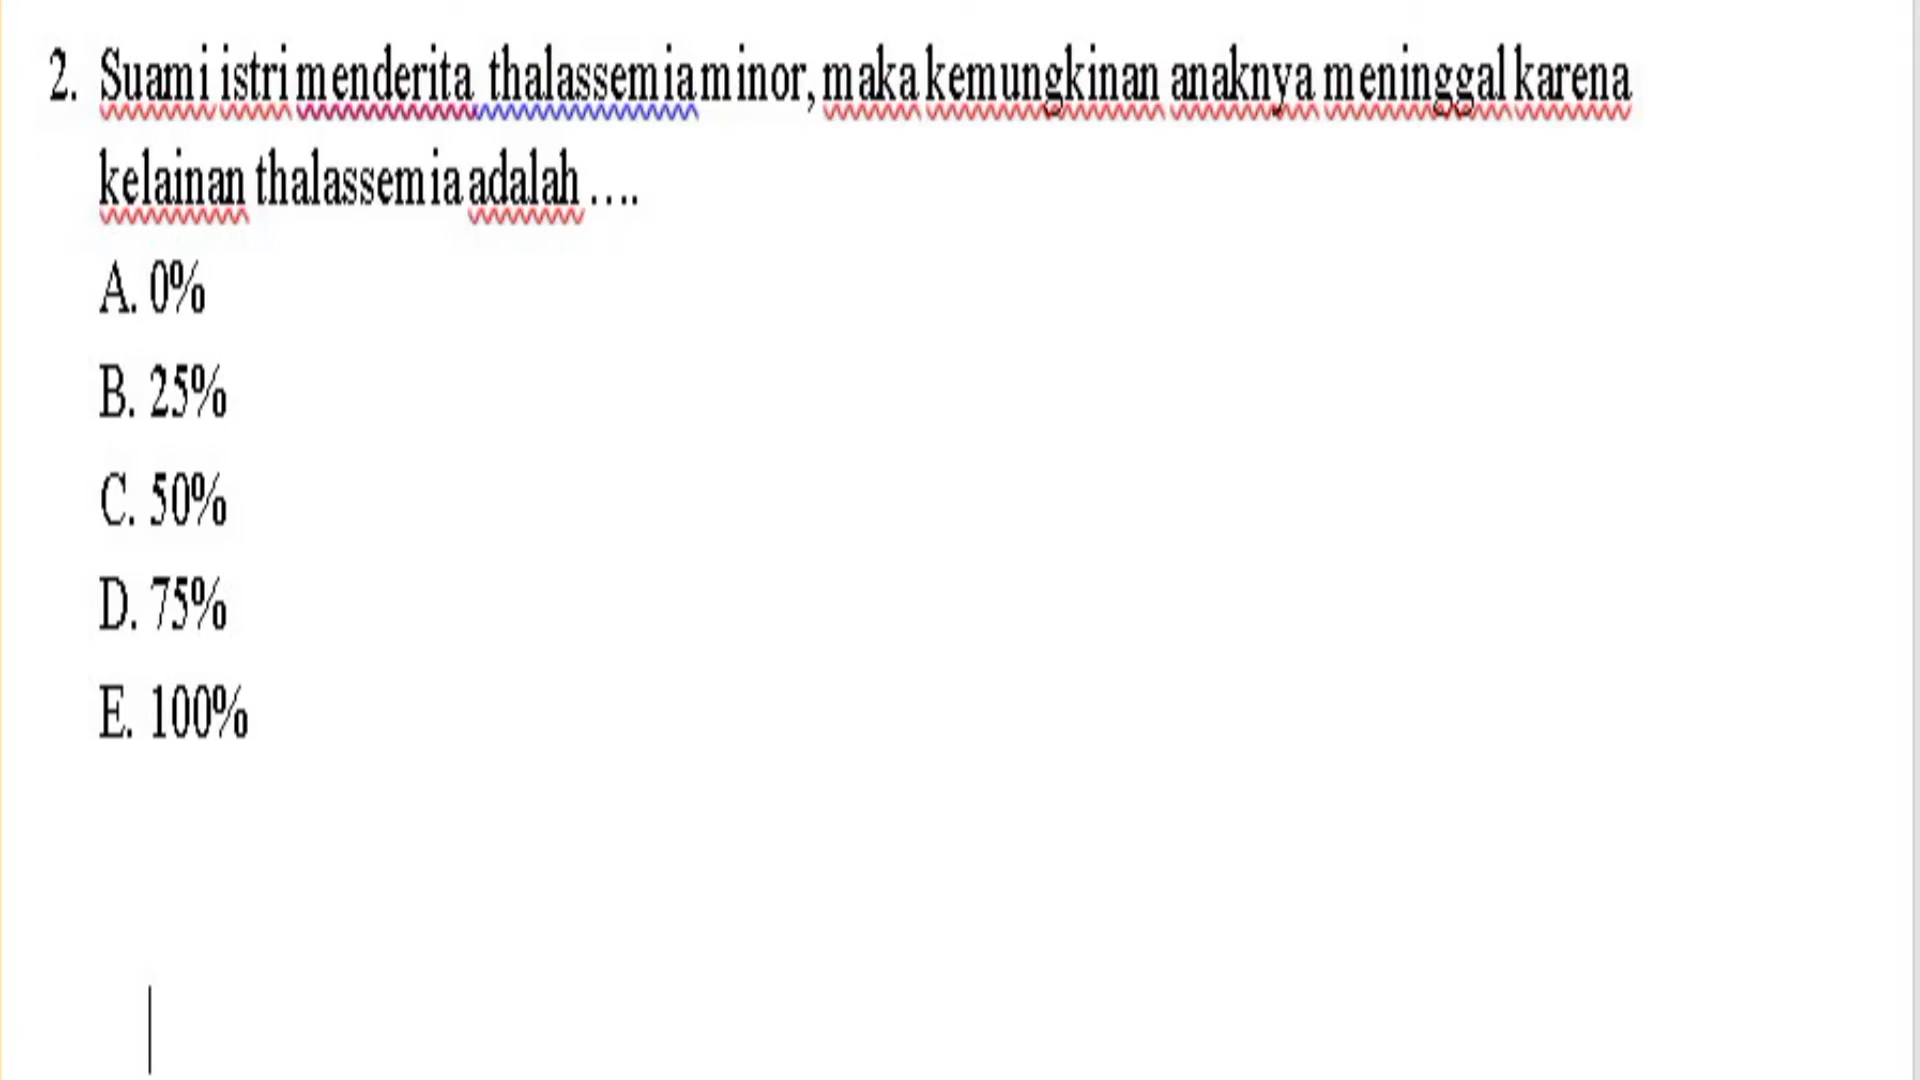 2. Suami istri menderita thalassemia minor, maka kemungkinan anaknya meninggal karena
kelainan thalassemia adalah ....
A. 0%
B. 25%
C. 50%
D. 75%
E. 100%